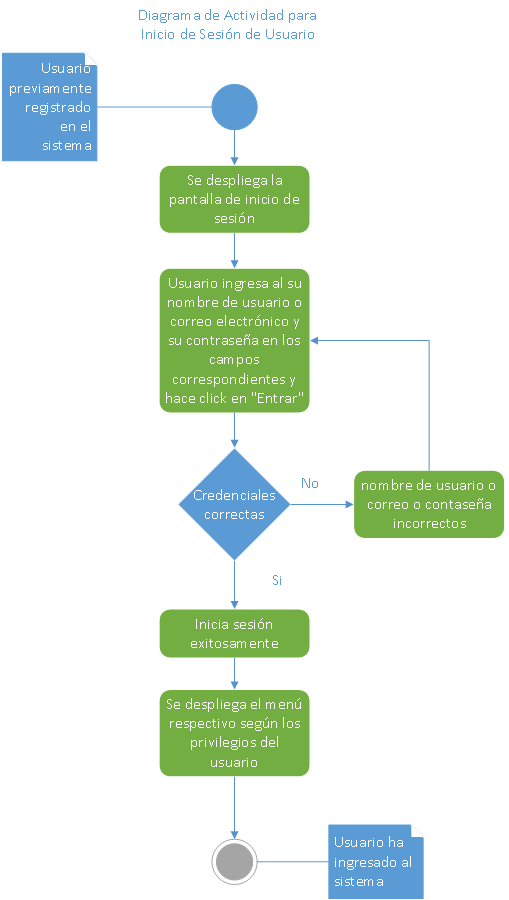 Diagrama de Actividad para
Inicio de Sesión de Usuario
Usuario
previamente
registrado
en el
sistema
Se despliega la
pantalla de inicio de
sesión
Usuario ingresa al su
nombre de usuario o
correo electrónico y
su contraseña en los
campos
correspondientes y
hace click en "Entrar"
Credenciales
correctas
No
nombre de usuario o
correo o contaseña
incorrectos
Si
Inicia sesión
exitosamente
Se despliega el menú
respectivo según los
privilegios del
usuario
Usuario ha
ingresado al
sistema